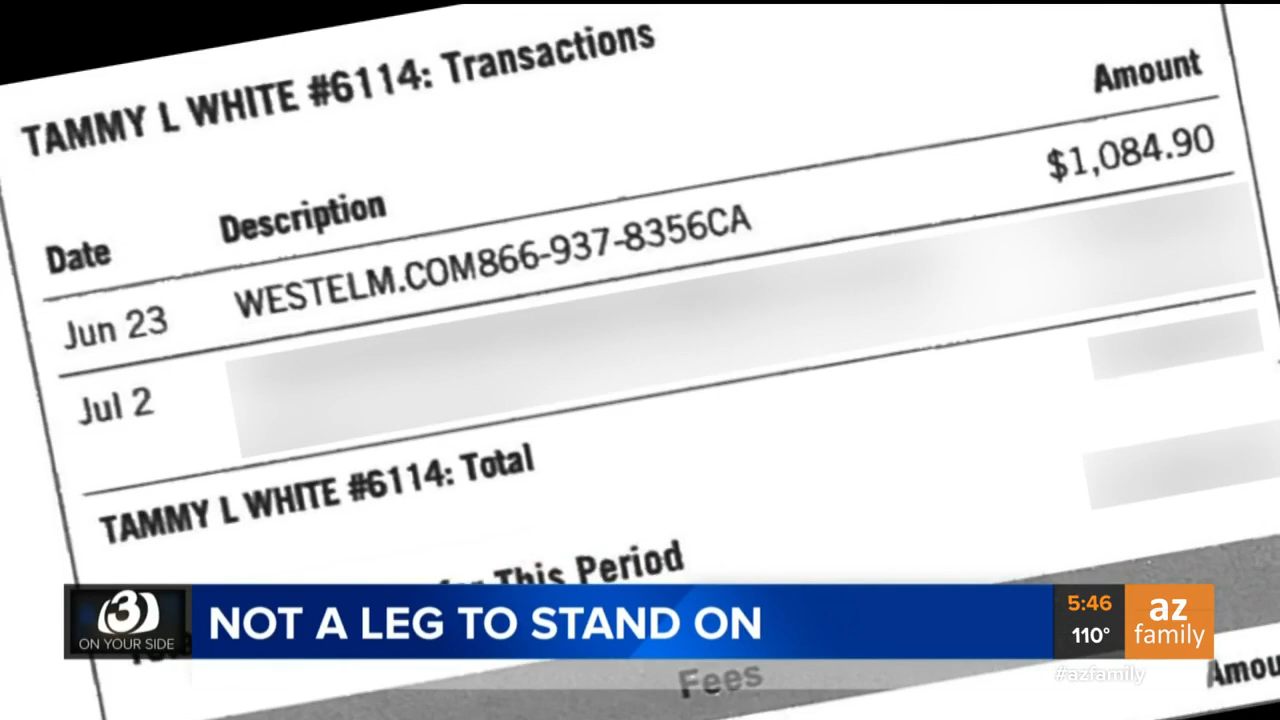 TAMMY L WHITE #6114: Transactions
Date Description Amount
Jun 23 WESTELM.COM866-937-8356CA $1,084.90
Jul 2
TAMMY L WHITE #6114: Total
This Period
3
ON YOUR SIDE
NOT A LEG TO STAND ON
5:46
110°
az
family
#azfamily
Fees